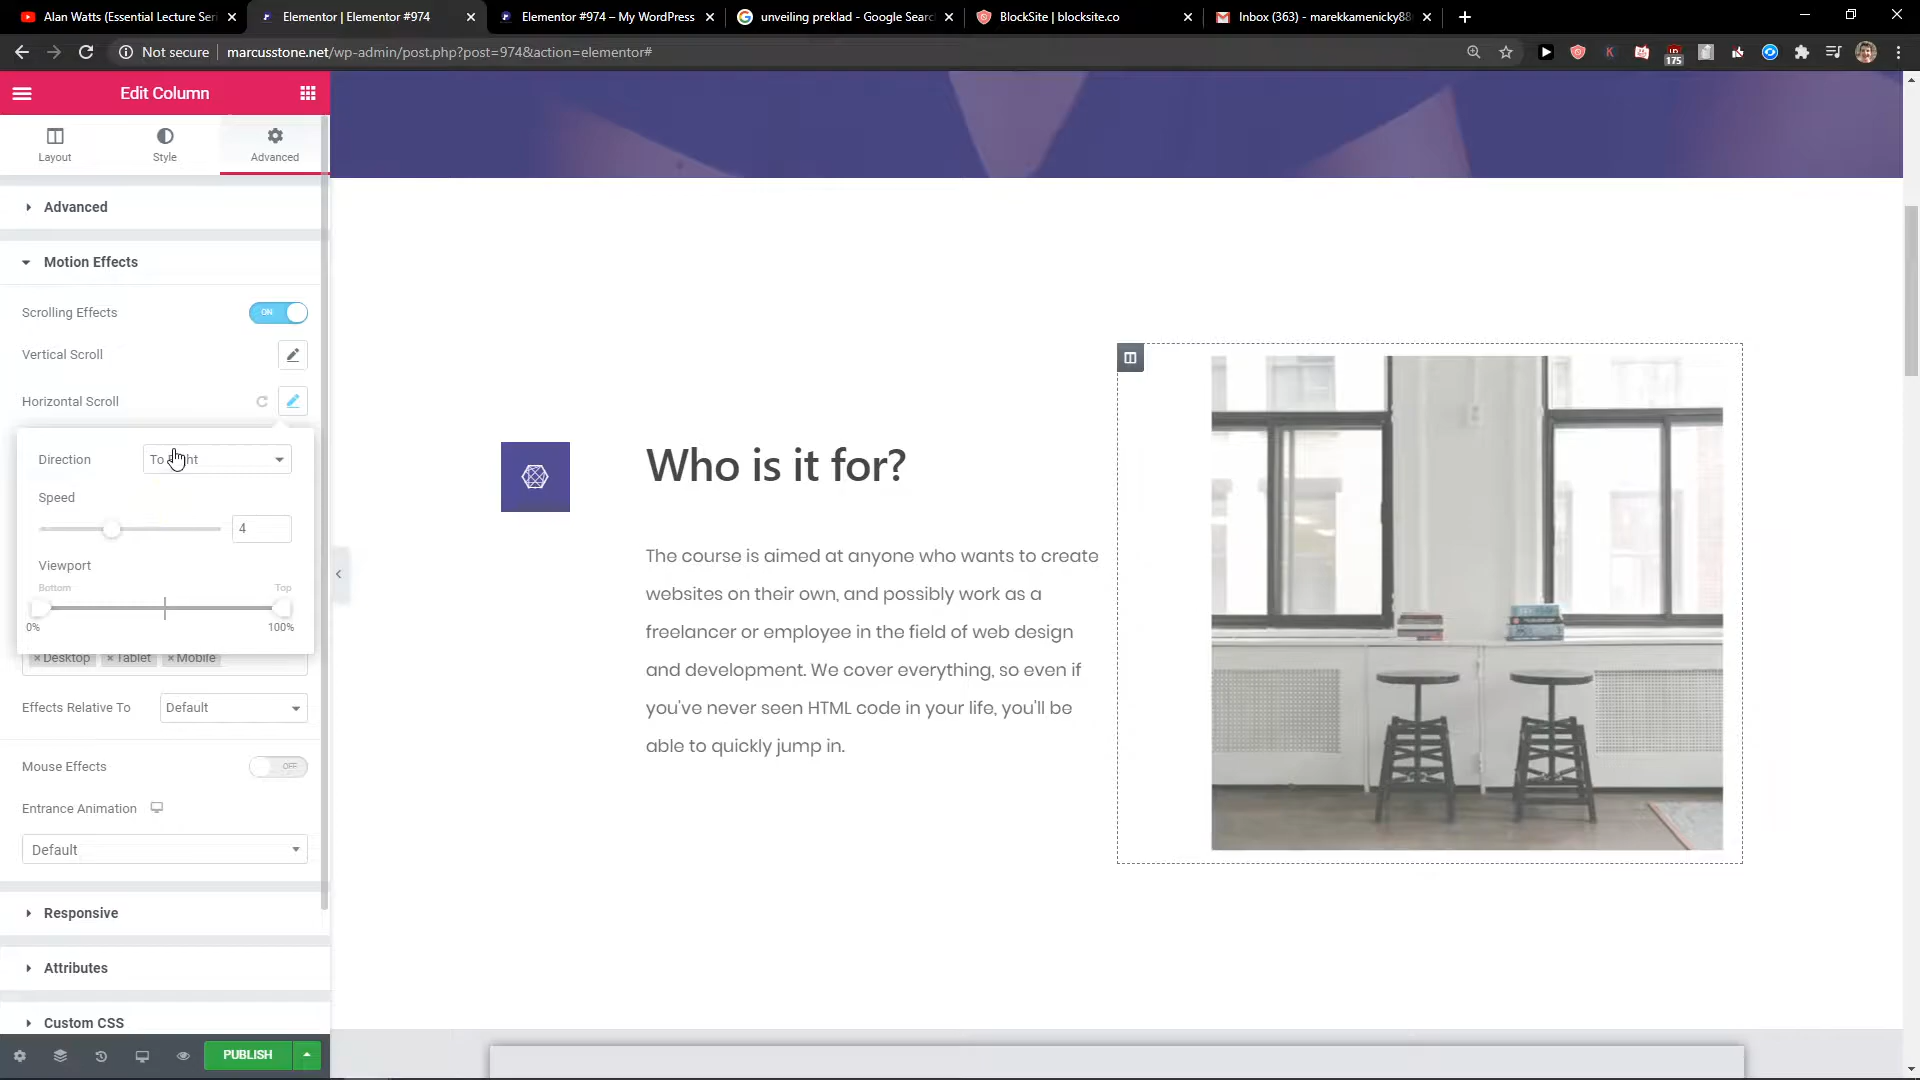 Alan Watts (Essential Lecture Seri
Elementor | Elementor #974
Elementor #974 – My WordPress
unveiling preklad - Google Searc
BlockSite | blocksite.co
Inbox (363) - marekkamenicky88
Not secure
marcusstone.net/wp-admin/post.php?post=974&action=elementor#
175
Edit Column
Layout
Style
Advanced
Advanced
Motion Effects
Scrolling Effects
ON
Vertical Scroll
Horizontal Scroll
Direction
To
Speed
4
Viewport
Bottom
Top
0%
100%
× Desktop × Tablet × Mobile
Effects Relative To
Default
Mouse Effects
OFF
Entrance Animation
Default
Responsive
Attributes
Custom CSS
PUBLISH
Who is it for?
The course is aimed at anyone who wants to create
websites on their own, and possibly work as a
freelancer or employee in the field of web design
and development. We cover everything, so even if
you've never seen HTML code in your life, you'll be
able to quickly jump in.